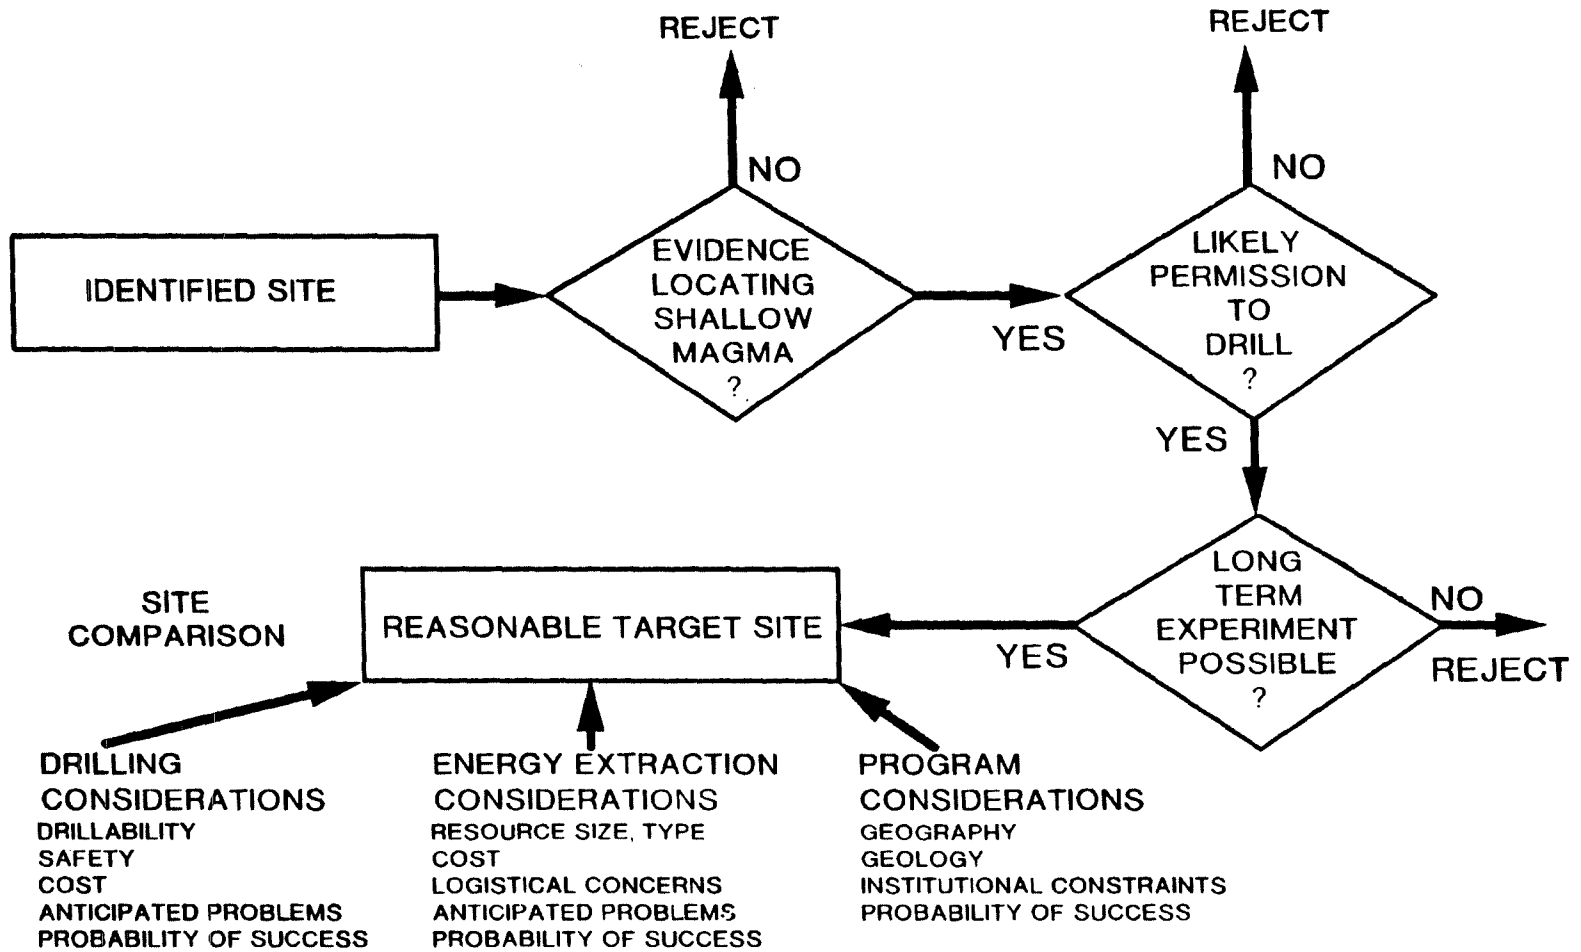 REJECT
REJECT
NO
NO
IDENTIFIED SITE
EVIDENCE
LOCATING
SHALLOW
MAGMA
?
YES
LIKELY
PERMISSION
TO
DRILL
?
YES
LONG
TERM
EXPERIMENT
POSSIBLE
?
NO
REJECT
YES
REASONABLE TARGET SITE
SITE
COMPARISON
DRILLING
CONSIDERATIONS
DRILLABILITY
SAFETY
COST
ANTICIPATED PROBLEMS
PROBABILITY OF SUCCESS
ENERGY EXTRACTION
CONSIDERATIONS
RESOURCE SIZE, TYPE
COST
LOGISTICAL CONCERNS
ANTICIPATED PROBLEMS
PROBABILITY OF SUCCESS
PROGRAM
CONSIDERATIONS
GEOGRAPHY
GEOLOGY
INSTITUTIONAL CONSTRAINTS
PROBABILITY OF SUCCESS